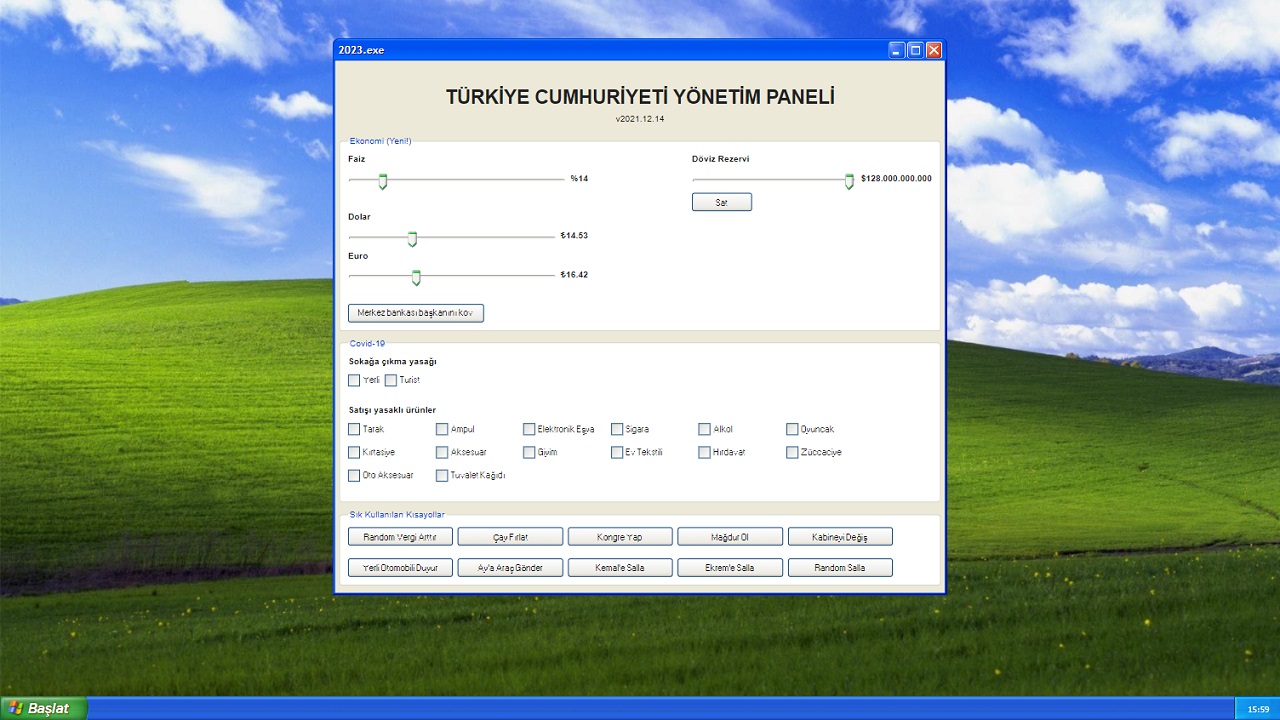 2023.exe
TÜRKİYE CUMHURİYETİ YÖNETİM PANELİ
v2021.12.14
Ekonomi (Yeni!)
Faiz
%14
Döviz Rezervi
$128.000.000.000
Sat
Dolar
₺14.53
Euro
₺16.42
Merkez bankası başkanını kov
Covid-19
Sokağa çıkma yasağı
Yerli Turist
Satışı yasaklı ürünler
Tarak Ampul Elektronik Eşya Sigara Alkol Oyuncak
Kırtasiye Aksesuar Giyim Ev Tekstili Hırdavat Züccaciye
Oto Aksesuar Tuvalet Kağıdı
Sık Kullanılan Kısayollar
Random Vergi Arttır Çay Fırlat Kongre Yap Mağdur Ol Kabineyi Değiş
Yerli Otomobili Duyur Ay'a Araç Gönder Kemal'e Salla Ekrem'e Salla Random Salla
Başlat
15:59